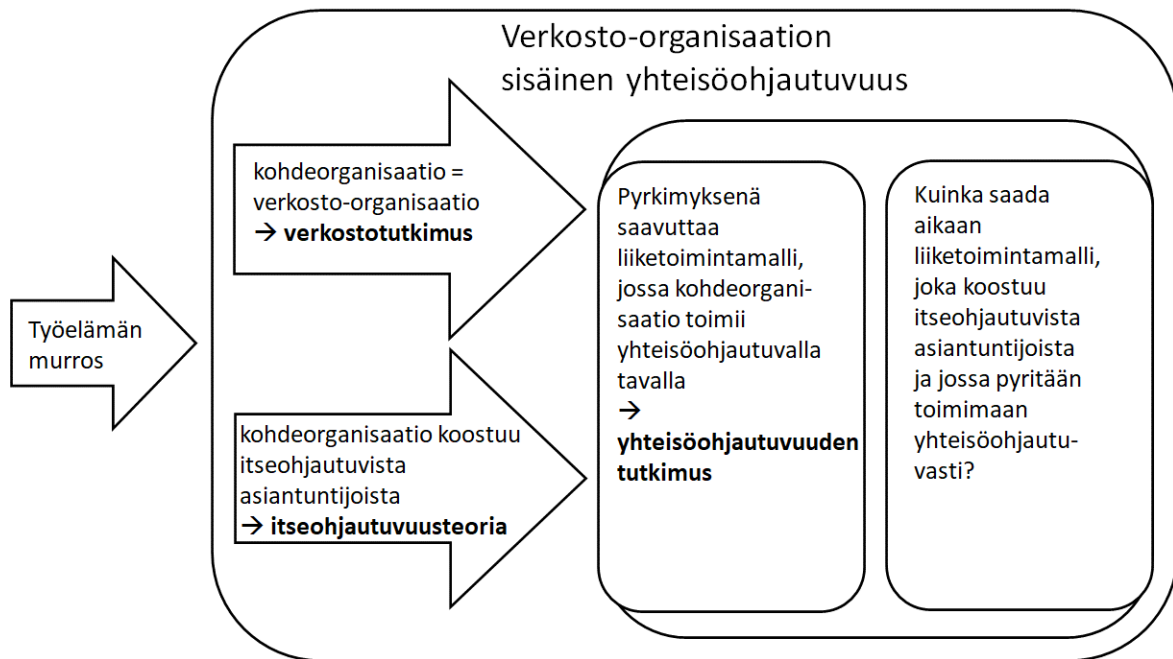 Verkosto-organisaation
sisäinen yhteisöohjautuvuus
Työelämän
murros
kohdeorganisaatio =
verkosto-organisaatio
→ verkostotutkimus
kohdeorganisaatio koostuu
itseohjautuvista
asiantuntijoista
→ itseohjautuvuusteoria
Pyrkimyksenä
saavuttaa
liiketoimintamalli,
jossa kohdeorgani-
saatio toimii
yhteisöohjautuvalla
tavalla
→
yhteisöohjautuvuuden
tutkimus
Kuinka saada
aikaan
liiketoimintamalli,
joka koostuu
itseohjautuvista
asiantuntijoista
ja jossa pyritään
toimimaan
yhteisöohjautu-
vasti?